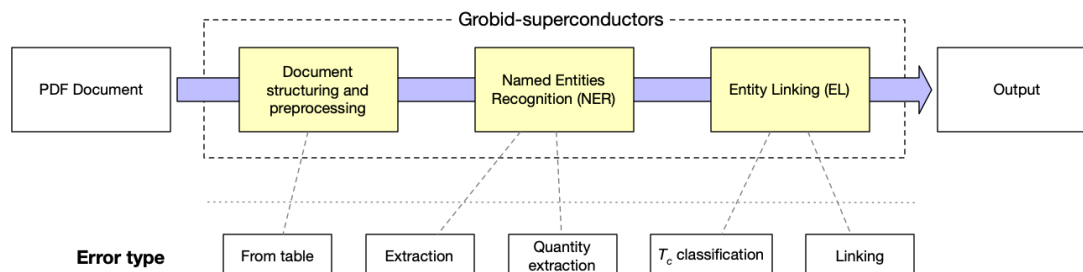 Grobid-superconductors
PDF Document
Document
structuring and
preprocessing
Named Entities
Recognition (NER)
Entity Linking (EL)
Output
Error type
From table
Extraction
Quantity
extraction
Tc classification
Linking